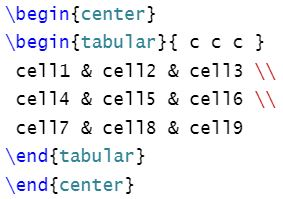 \begin{center}
\begin{tabular}{ c c c }
 cell1 & cell2 & cell3 \\
 cell4 & cell5 & cell6 \\
 cell7 & cell8 & cell9
\end{tabular}
\end{center}